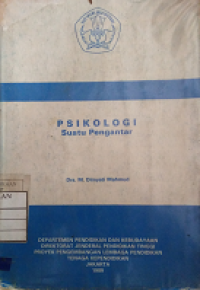 PSIKOLOGI
Suatu Pengantar
Drs. M. Dimyati Mahmud
DEPARTEMEN PENDIDIKAN DAN KEBUDAYAAN
DIREKTORAT JENDERAL PENDIDIKAN TINGGI
PROYEK PENGEMBANGAN LEMBAGA PENDIDIKAN
TENAGA KEPENDIDIKAN
JAKARTA